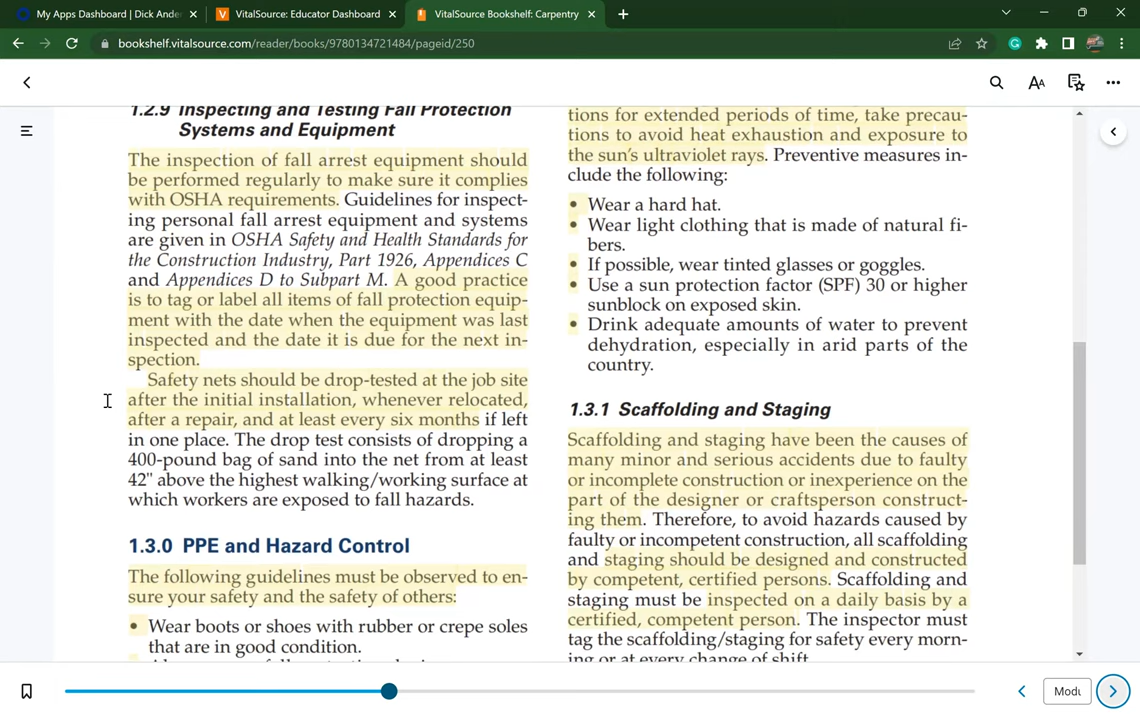 My Apps Dashboard | Dick Ander
VitalSource: Educator Dashboard
VitalSource Bookshelf: Carpentry
bookshelf.vitalsource.com/reader/books/9780134721484/pageid/250
1.2.9 Inspecting and Testing Fall Protection
Systems and Equipment
The inspection of fall arrest equipment should
be performed regularly to make sure it complies
with OSHA requirements. Guidelines for inspect-
ing personal fall arrest equipment and systems
are given in OSHA Safety and Health Standards for
the Construction Industry, Part 1926, Appendices C
and Appendices D to Subpart M. A good practice
is to tag or label all items of fall protection equip-
ment with the date when the equipment was last
inspected and the date it is due for the next in-
spection.
Safety nets should be drop-tested at the job site
after the initial installation, whenever relocated,
after a repair, and at least every six months if left
in one place. The drop test consists of dropping a
400-pound bag of sand into the net from at least
42" above the highest walking/working surface at
which workers are exposed to fall hazards.
1.3.0 PPE and Hazard Control
The following guidelines must be observed to en-
sure your safety and the safety of others:
• Wear boots or shoes with rubber or crepe soles
that are in good condition.
tions for extended periods of time, take precau-
tions to avoid heat exhaustion and exposure to
the sun's ultraviolet rays. Preventive measures in-
clude the following:
• Wear a hard hat.
• Wear light clothing that is made of natural fi-
bers.
• If possible, wear tinted glasses or goggles.
• Use a sun protection factor (SPF) 30 or higher
sunblock on exposed skin.
• Drink adequate amounts of water to prevent
dehydration, especially in arid parts of the
country.
1.3.1 Scaffolding and Staging
Scaffolding and staging have been the causes of
many minor and serious accidents due to faulty
or incomplete construction or inexperience on the
part of the designer or craftsperson construct-
ing them. Therefore, to avoid hazards caused by
faulty or incompetent construction, all scaffolding
and staging should be designed and constructed
by competent, certified persons. Scaffolding and
staging must be inspected on a daily basis by a
certified, competent person. The inspector must
tag the scaffolding/staging for safety every morn-
ing or at every change of shift.
Modu